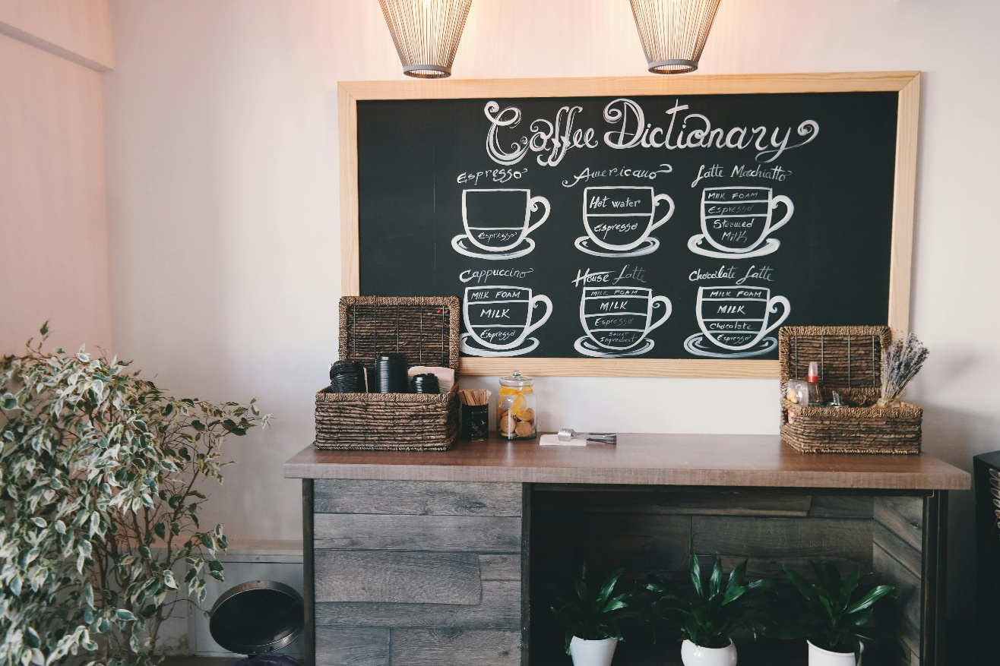 Coffee Dictionary
Espresso
Espresso
Americano
Hot water
Espresso
Latte Macchiatto
MILK FOAM
Espresso
Steamed
Milk
Cappuccino
MILK FOAM
MILK
Espresso
House Latte
MILK FOAM
MILK
Espresso
Secret
Ingredient
Chocolate Latte
MILK FOAM
MILK
Chocolate
Espresso